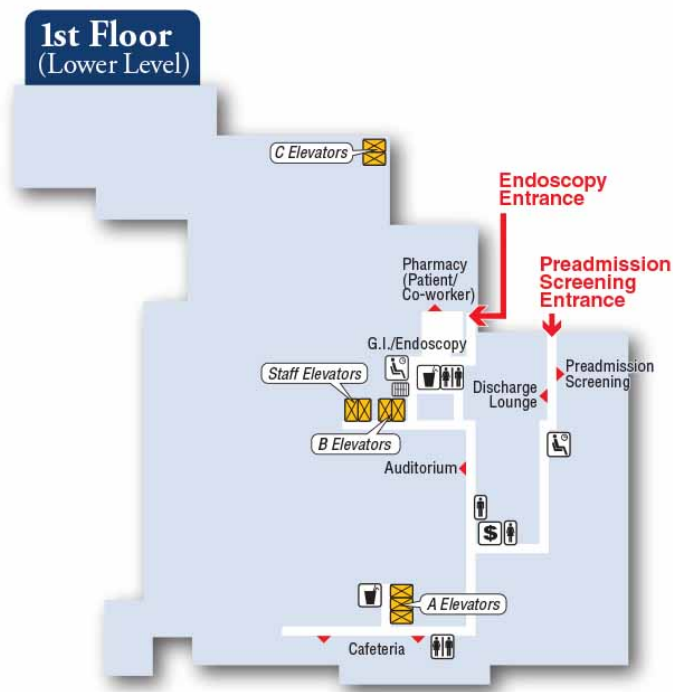 1st Floor
(Lower Level)
C Elevators
Endoscopy
Entrance
Pharmacy
(Patient/
Co-worker)
Preadmission
Screening
Entrance
G.I./Endoscopy
Preadmission
Screening
Staff Elevators
Discharge
Lounge
B Elevators
Auditorium
$
A Elevators
Cafeteria